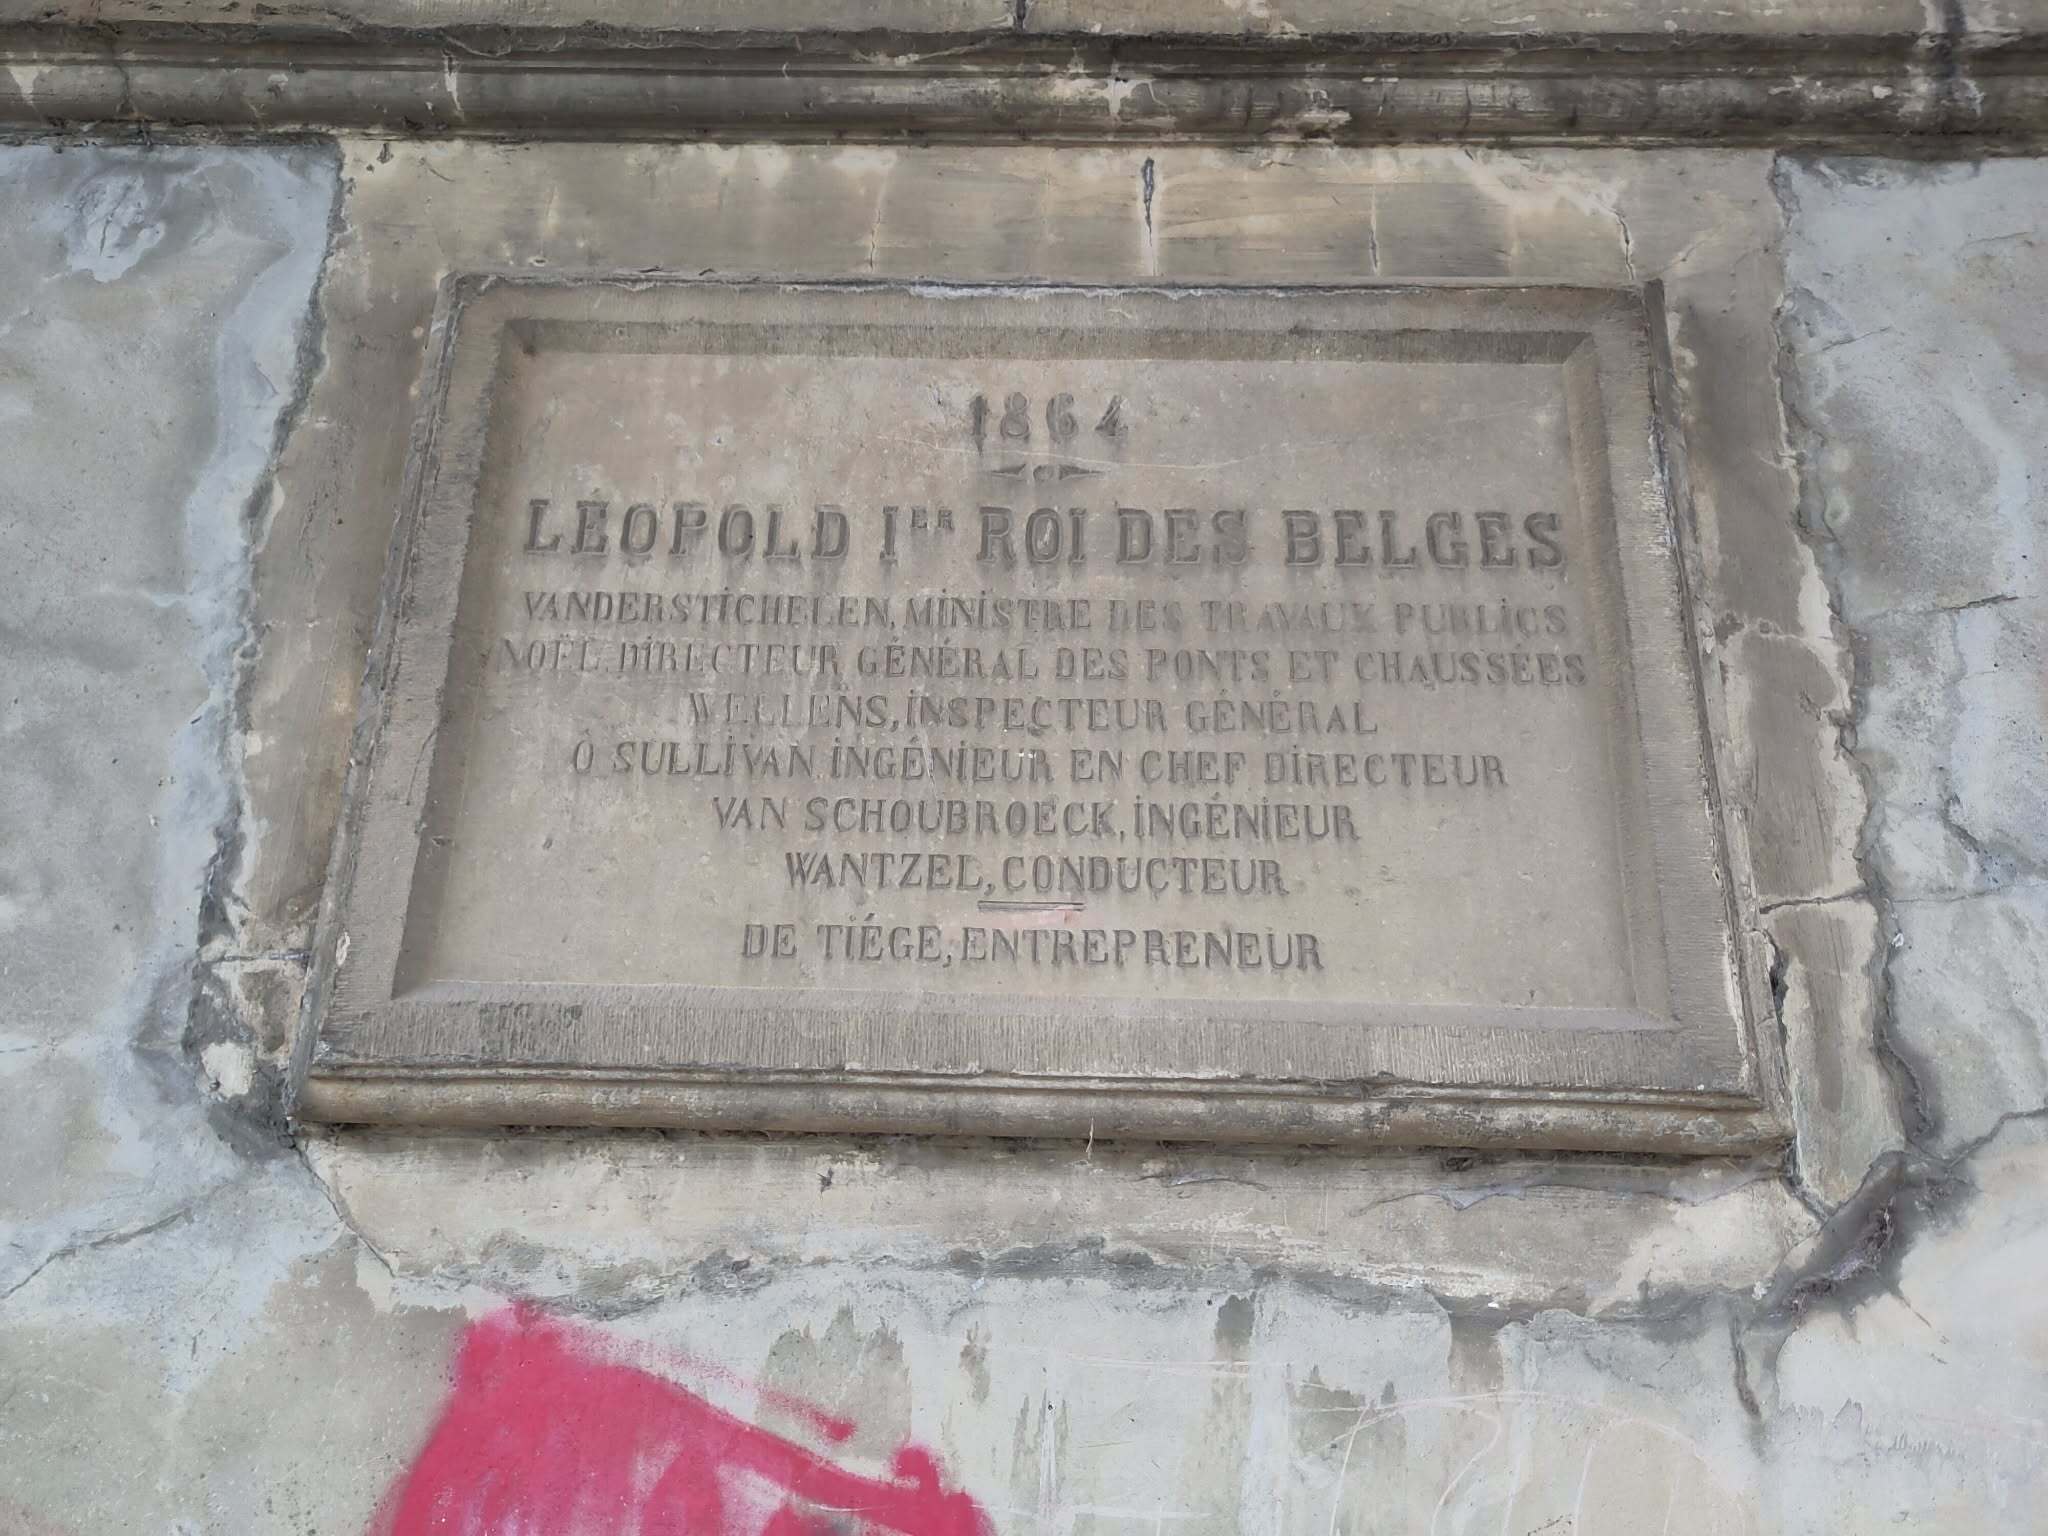 1864
LEOPOLD IER ROI DES BELGES
VANDERSTICHELEN, MINISTRE DES TRAVAUX PUBLICS
NOËL. DIRECTEUR GÉNÉRAL DES PONTS ET CHAUSSÉES
WELLENS, INSPECTEUR GÉNÉRAL
O SULLIVAN INGÉNIEUR EN CHEF DIRECTEUR
VAN SCHOUBROECK, INGÉNIEUR
WANTZEL, CONDUCTEUR
DE TIÉGE, ENTREPRENEUR